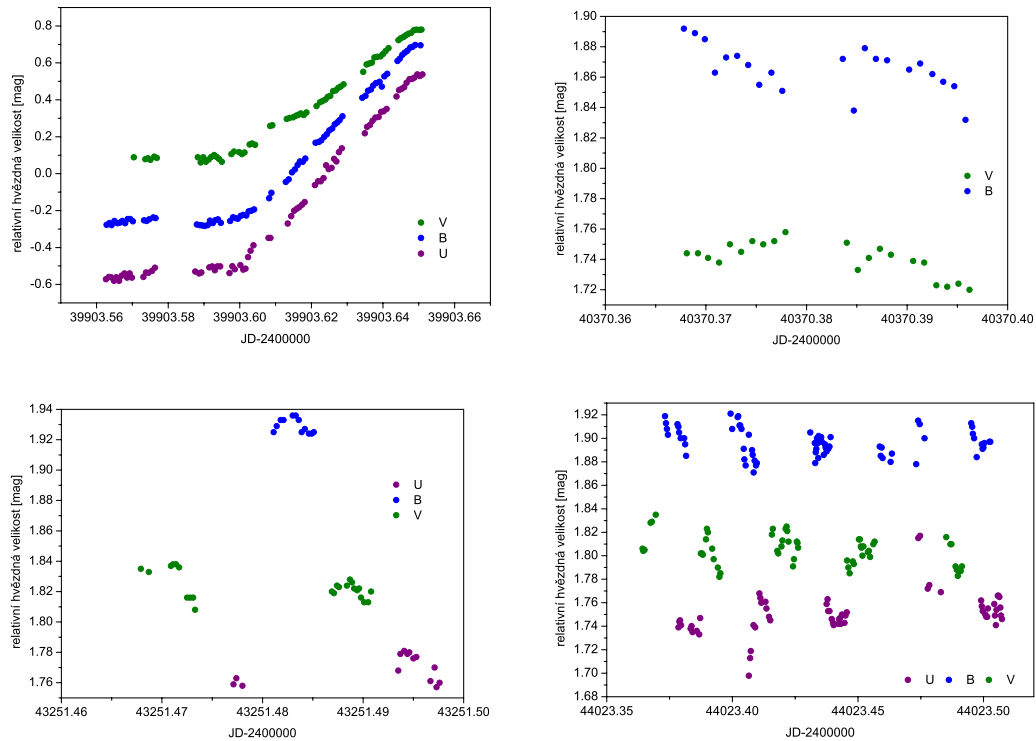 relativní hvězdná velikost [mag]
0.8
0.6
0.4
0.2
0.0
-0.2
-0.4
-0.6
V
B
U
39903.56 39903.58 39903.60 39903.62 39903.64 39903.66
JD-2400000
relativní hvězdná velikost [mag]
1.90
1.88
1.86
1.84
1.82
1.80
1.78
1.76
1.74
1.72
V
B
40370.36 40370.37 40370.38 40370.39 40370.40
JD-2400000
relativní hvězdná velikost [mag]
1.94
1.92
1.90
1.88
1.86
1.84
1.82
1.80
1.78
1.76
U
B
V
43251.46 43251.47 43251.48 43251.49 43251.50
JD-2400000
relativní hvězdná velikost [mag]
1.92
1.90
1.88
1.86
1.84
1.82
1.80
1.78
1.76
1.74
1.72
1.70
1.68
U B V
44023.35 44023.40 44023.45 44023.50
JD-2400000